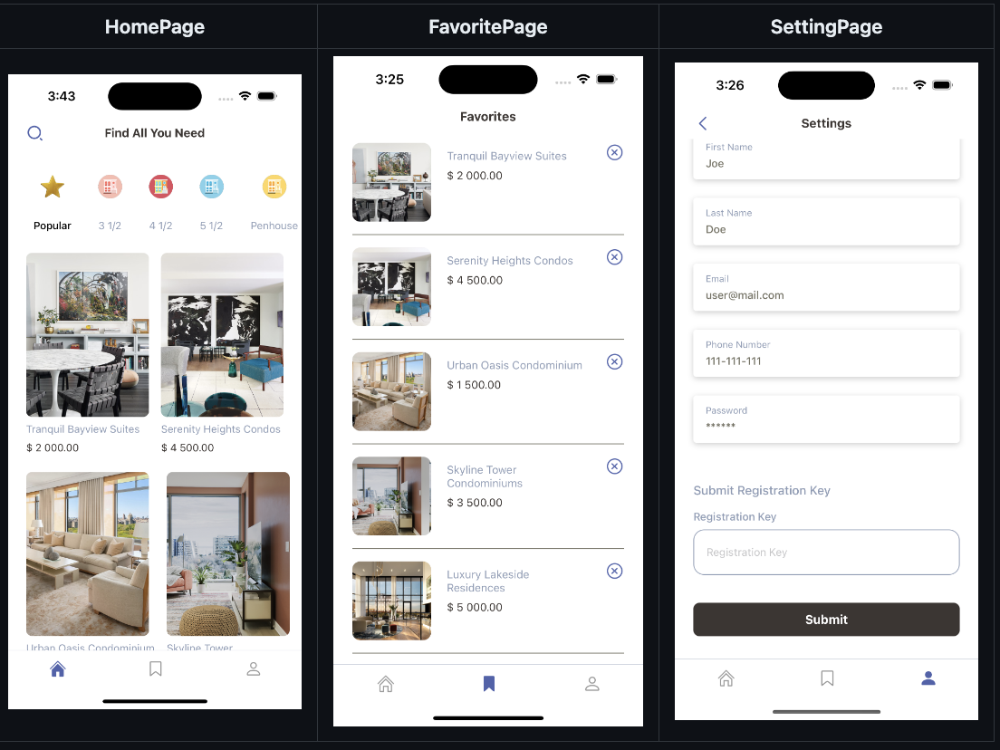 HomePage
FavoritePage
SettingPage
3:43
Find All You Need
Popular
3 1/2
4 1/2
5 1/2
Penhouse
Tranquil Bayview Suites
$ 2 000.00
Serenity Heights Condos
$ 4 500.00
Urban Oasis Condominium
Skyline Tower
3:25
Favorites
Tranquil Bayview Suites
$ 2 000.00
Serenity Heights Condos
$ 4 500.00
Urban Oasis Condominium
$ 1 500.00
Skyline Tower
Condominiums
$ 3 500.00
Luxury Lakeside
Residences
$ 5 000.00
3:26
Settings
First Name
Joe
Last Name
Doe
Email
user@mail.com
Phone Number
111-111-111
Password
******
Submit Registration Key
Registration Key
Registration Key
Submit